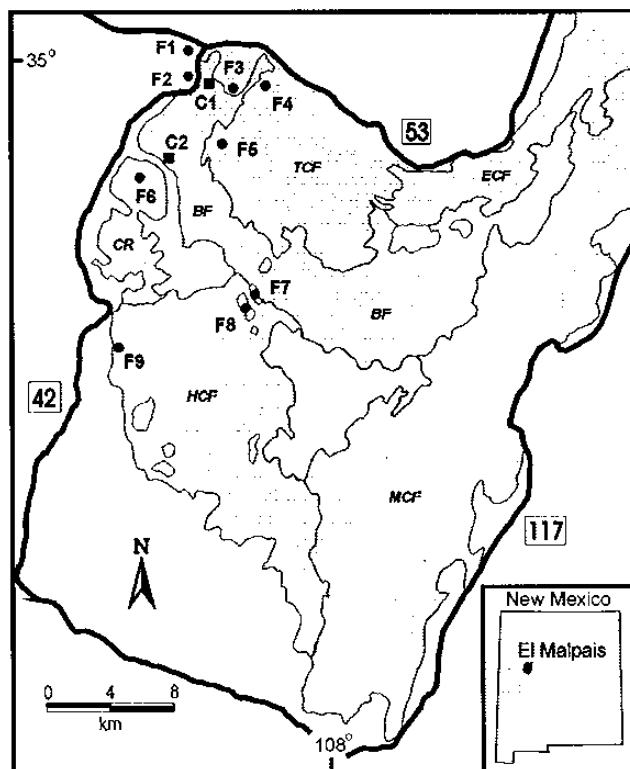 35°
F1
F2
C1
F3
F4
53
F5
C2
TCF
ECF
F6
BF
CR
F7
BF
F8
F9
42
HCF
MCF
117
N
New Mexico
El Malpais
0 4 8
km
108°